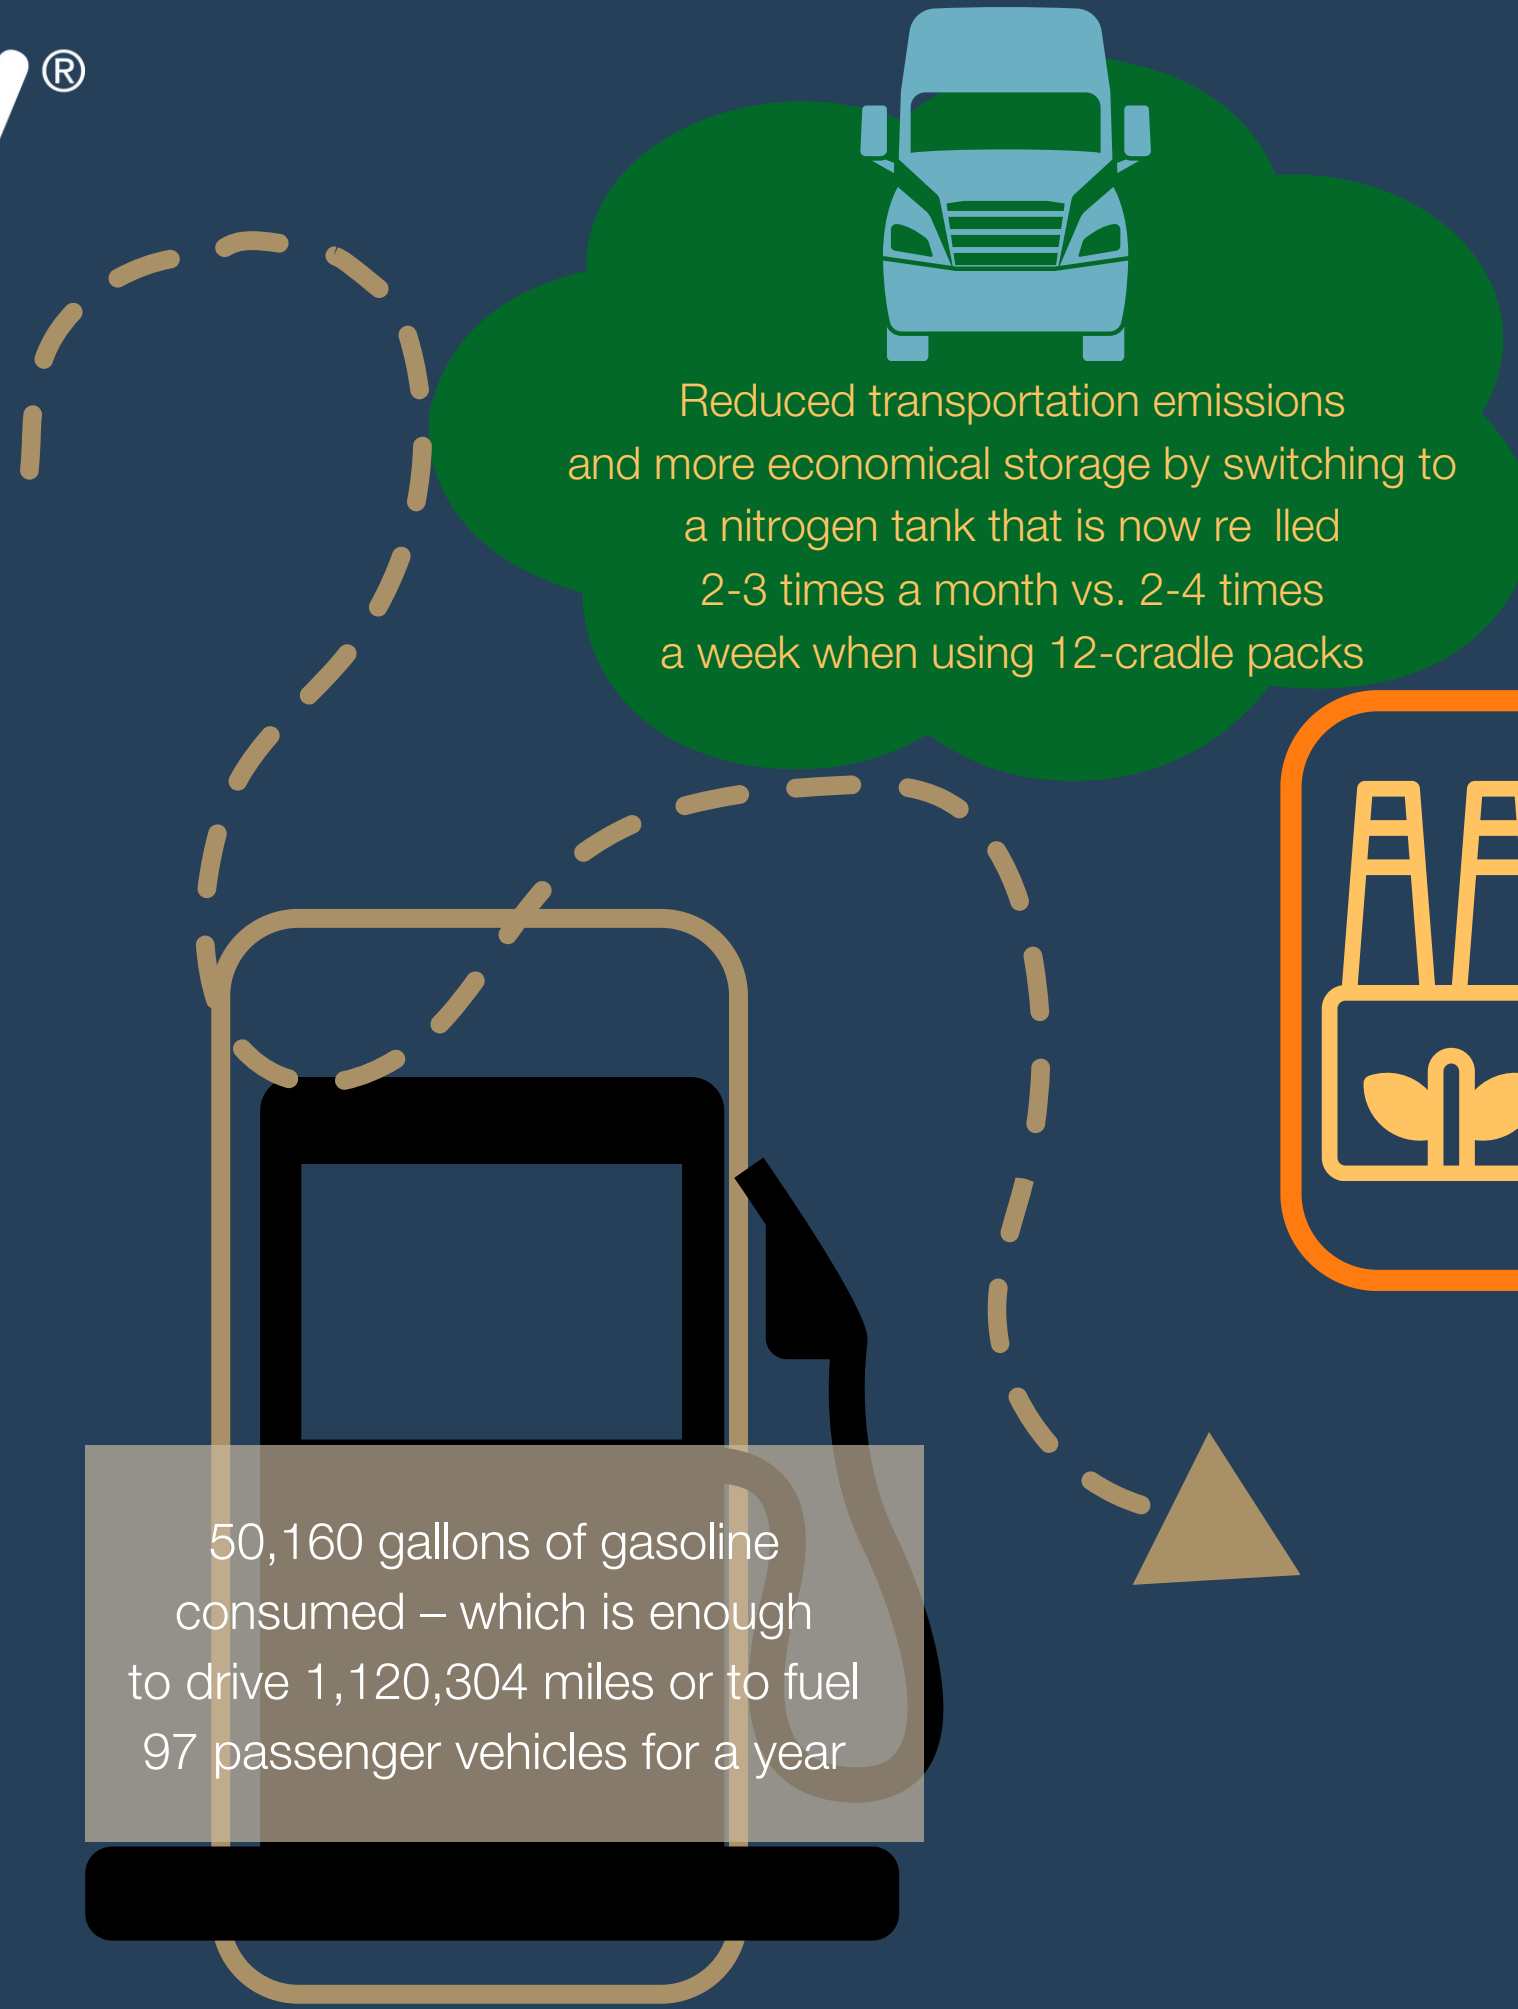 ®
Reduced transportation emissions
and more economical storage by switching to
a nitrogen tank that is now re lled
2-3 times a month vs. 2-4 times
a week when using 12-cradle packs
50,160 gallons of gasoline
consumed – which is enough
to drive 1,120,304 miles or to fuel
97 passenger vehicles for a year